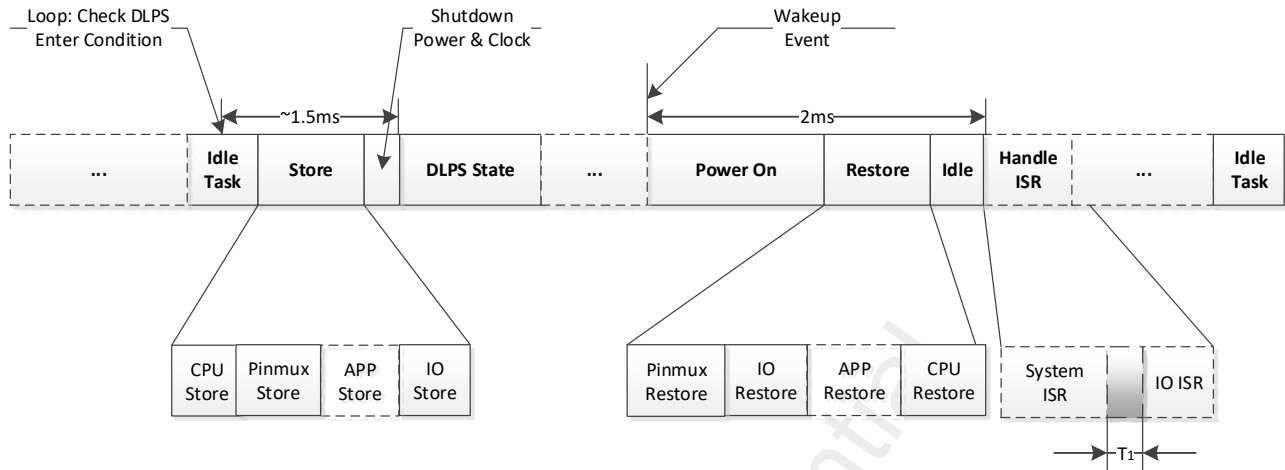 Loop: Check DLPS
Enter Condition
Shutdown
Power & Clock
Wakeup
Event
~1.5ms
2ms
...
Idle
Task
Store
DLPS State
...
Power On
Restore
Idle
Handle
ISR
...
Idle
Task
CPU
Store
Pinmux
Store
APP
Store
IO
Store
Pinmux
Restore
IO
Restore
APP
Restore
CPU
Restore
System
ISR
IO ISR
T1